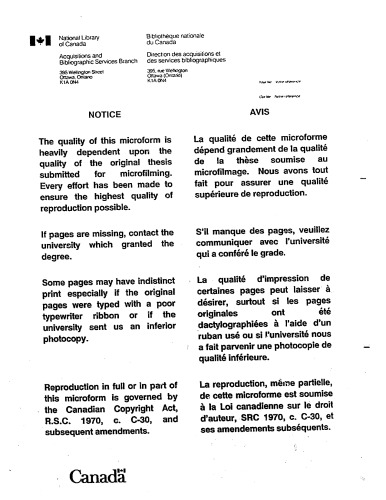 National Library
of Canada
Bibliothèque nationale
du Canada
Acquisitions and
Bibliographic Services Branch
Direction des acquisitions et
des services bibliographiques
395 Wellington Street
Ottawa, Ontario
K1A 0N4
395, rue Wellington
Ottawa (Ontario)
K1A 0N4
Your file Votre référence
Our file Notre référence
NOTICE
The quality of this microform is
heavily dependent upon the
quality of the original thesis
submitted for microfilming.
Every effort has been made to
ensure the highest quality of
reproduction possible.
If pages are missing, contact the
university which granted the
degree.
Some pages may have indistinct
print especially if the original
pages were typed with a poor
typewriter ribbon or if the
university sent us an inferior
photocopy.
Reproduction in full or in part of
this microform is governed by
the Canadian Copyright Act,
R.S.C. 1970, c. C-30, and
subsequent amendments.
AVIS
La qualité de cette microforme
dépend grandement de la qualité
de la thèse soumise au
microfilmage. Nous avons tout
fait pour assurer une qualité
supérieure de reproduction.
S'il manque des pages, veuillez
communiquer avec l'université
qui a conféré le grade.
La qualité d'impression de
certaines pages peut laisser à
désirer, surtout si les pages
originales ont été
dactylographiées à l'aide d'un
ruban usé ou si l'université nous
a fait parvenir une photocopie de
qualité inférieure.
La reproduction, même partielle,
de cette microforme est soumise
à la Loi canadienne sur le droit
d'auteur, SRC 1970, c. C-30, et
ses amendements subséquents.
Canada